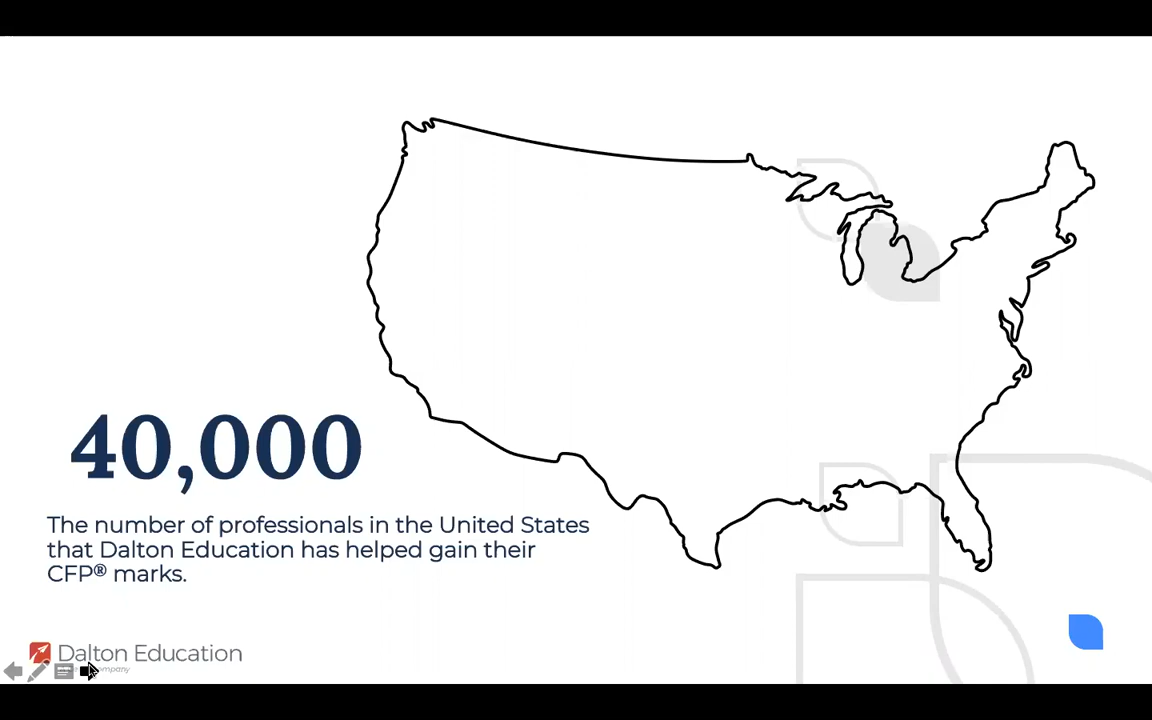 40,000
The number of professionals in the United States
that Dalton Education has helped gain their
CFP® marks.
Dalton Education
company